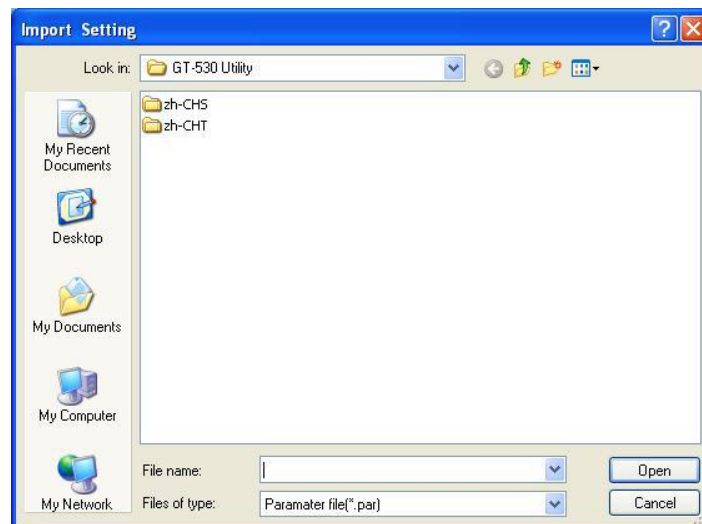 Import Setting
Look in:
GT-530 Utility
zh-CHS
zh-CHT
My Recent
Documents
Desktop
My Documents
My Computer
My Network
File name:
Open
Files of type:
Paramater file(*.par)
Cancel